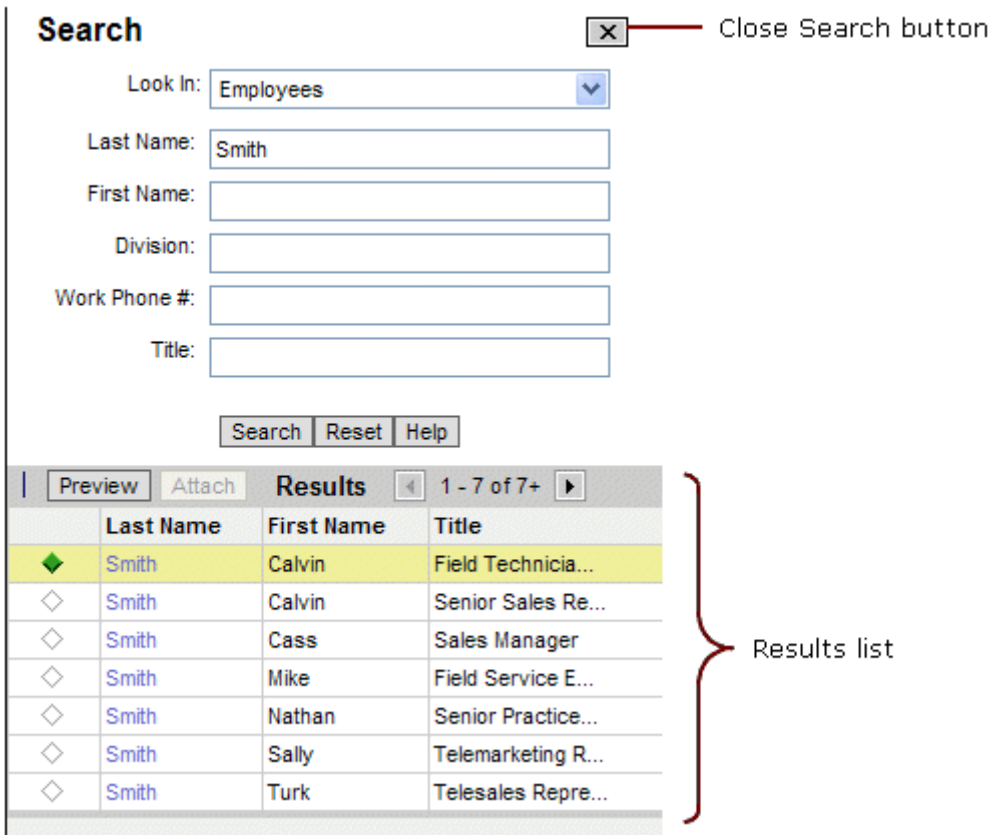 Search
Close Search button
Look In: Employees
Last Name: Smith
First Name:
Division:
Work Phone #:
Title:
Search Reset Help
Preview Attach Results 1 - 7 of 7+
Last Name First Name Title
Smith Calvin Field Technicia...
Smith Calvin Senior Sales Re...
Smith Cass Sales Manager
Smith Mike Field Service E...
Smith Nathan Senior Practice...
Smith Sally Telemarketing R...
Smith Turk Telesales Repre...
Results list